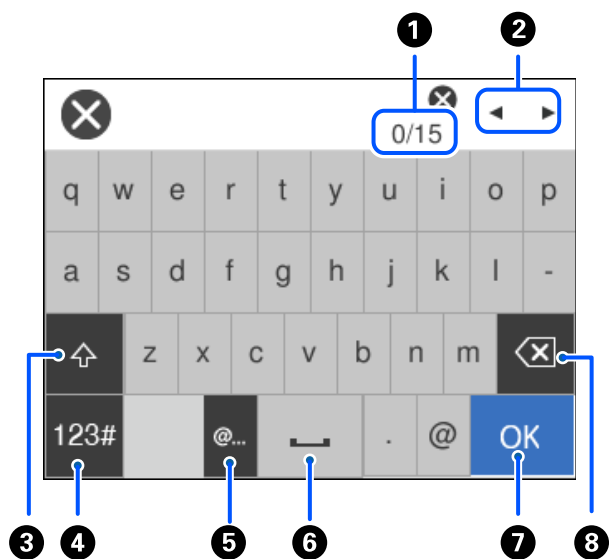 1 2
0/15
q w e r t y u i o p
a s d f g h j k l -
z x c v b n m
123# @... . @ OK
3 4 5 6 7 8